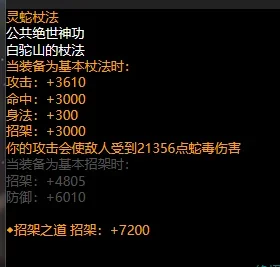 灵蛇杖法
公共绝世神功
白驼山的杖法
当装备为基本杖法时：
攻击：+3610
命中：+3000
身法：+300
招架：+3000
你的攻击会使敌人受到21356点蛇毒伤害
当装备为基本招架时：
招架：+4805
防御：+6010
◆招架之道 招架：+7200